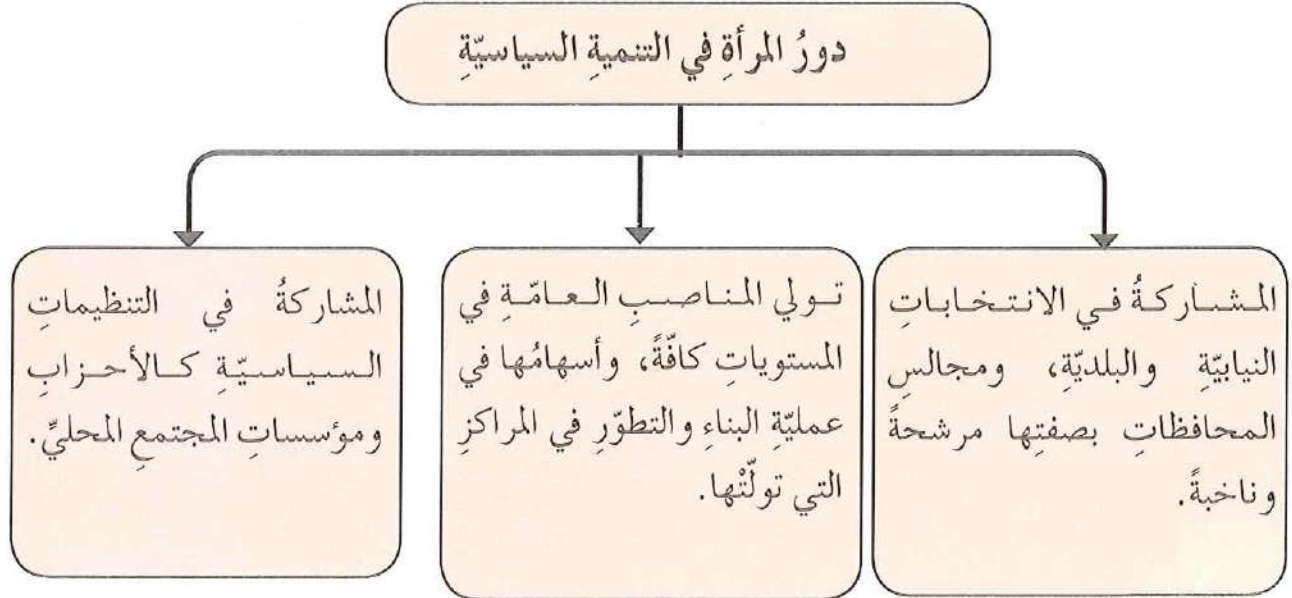 دورُ المرأةِ في التنميةِ السياسيّةِ
المشاركةُ في الانتخاباتِ
النيابيّةِ والبلديّةِ، ومجالسِ
المحافظاتِ بصفتِها مرشحةً
وناخبةً.
تولي المناصبِ العامّةِ في
المستوياتِ كافّةً، وأسهامُها في
عمليّةِ البناءِ والتطوّرِ في المراكزِ
التي تولّتْها.
المشاركةُ في التنظيماتِ
السياسيّةِ كالأحزابِ
ومؤسساتِ المجتمعِ المحليِّ.